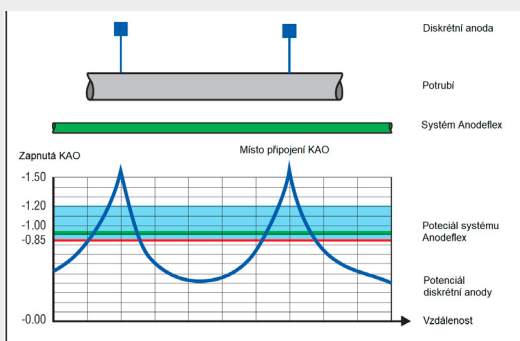 Diskrétní anoda
Potrubí
Systém Anodeflex
Zapnutá KAO
Místo připojení KAO
-1.50
-1.20
-1.00
-0.85
-0.00
Poteciál systému
Anodeflex
Potenciál
diskrétní anody
Vzdálenost